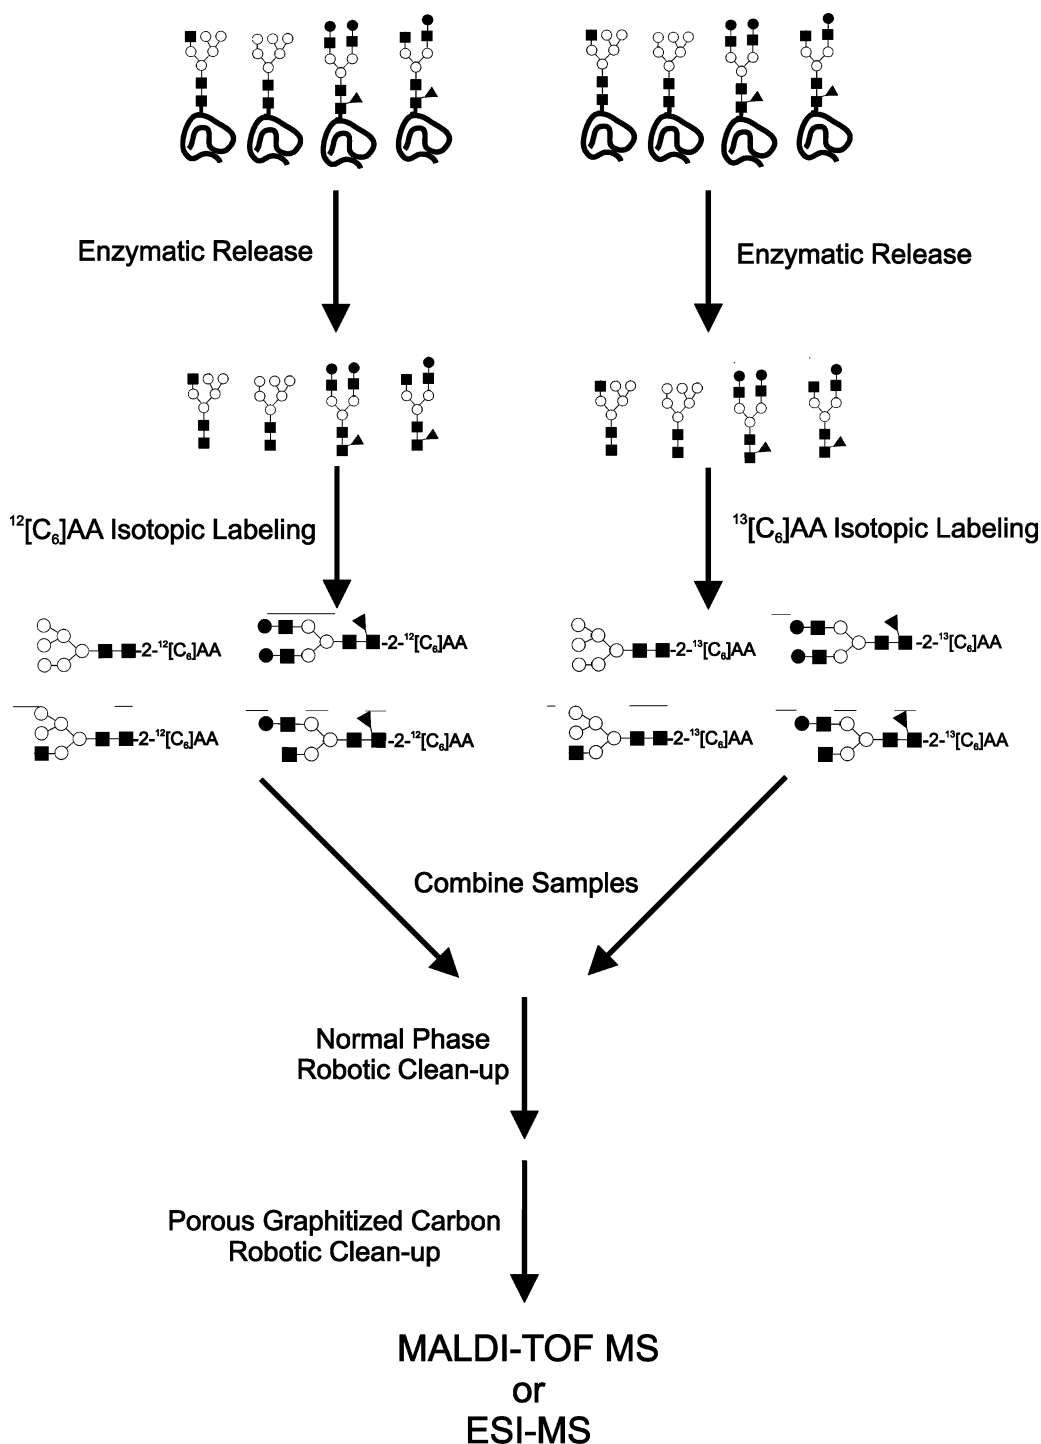 Enzymatic Release
Enzymatic Release
¹²[C₆]AA Isotopic Labeling
¹³[C₆]AA Isotopic Labeling
-2-¹²[C₆]AA
-2-¹²[C₆]AA
-2-¹³[C₆]AA
-2-¹³[C₆]AA
-2-¹²[C₆]AA
-2-¹²[C₆]AA
-2-¹³[C₆]AA
-2-¹³[C₆]AA
Combine Samples
Normal Phase
Robotic Clean-up
Porous Graphitized Carbon
Robotic Clean-up
MALDI-TOF MS
or
ESI-MS